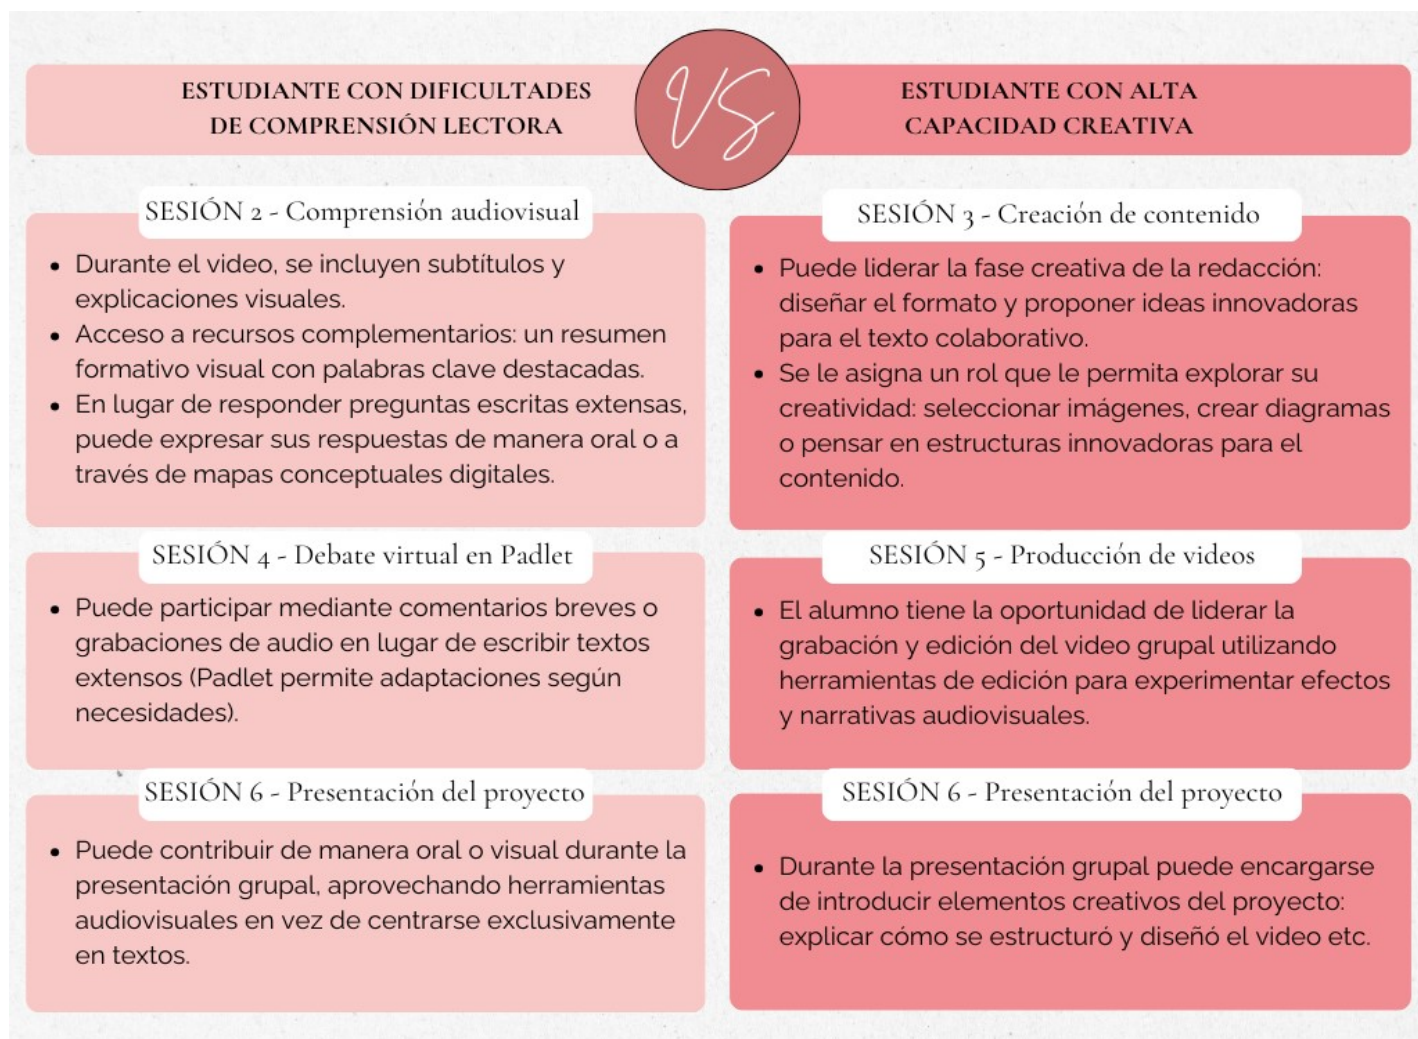 ESTUDIANTE CON DIFICULTADES
DE COMPRENSIÓN LECTORA
VS
ESTUDIANTE CON ALTA
CAPACIDAD CREATIVA
SESIÓN 2 - Comprensión audiovisual
• Durante el video, se incluyen subtítulos y
explicaciones visuales.
• Acceso a recursos complementarios: un resumen
formativo visual con palabras clave destacadas.
• En lugar de responder preguntas escritas extensas,
puede expresar sus respuestas de manera oral o a
través de mapas conceptuales digitales.
SESIÓN 3 - Creación de contenido
• Puede liderar la fase creativa de la redacción:
diseñar el formato y proponer ideas innovadoras
para el texto colaborativo.
• Se le asigna un rol que le permita explorar su
creatividad: seleccionar imágenes, crear diagramas
o pensar en estructuras innovadoras para el
contenido.
SESIÓN 4 - Debate virtual en Padlet
• Puede participar mediante comentarios breves o
grabaciones de audio en lugar de escribir textos
extensos (Padlet permite adaptaciones según
necesidades).
SESIÓN 5 - Producción de videos
• El alumno tiene la oportunidad de liderar la
grabación y edición del video grupal utilizando
herramientas de edición para experimentar efectos
y narrativas audiovisuales.
SESIÓN 6 - Presentación del proyecto
• Puede contribuir de manera oral o visual durante la
presentación grupal, aprovechando herramientas
audiovisuales en vez de centrarse exclusivamente
en textos.
SESIÓN 6 - Presentación del proyecto
• Durante la presentación grupal puede encargarse
de introducir elementos creativos del proyecto:
explicar cómo se estructuró y diseñó el video etc.